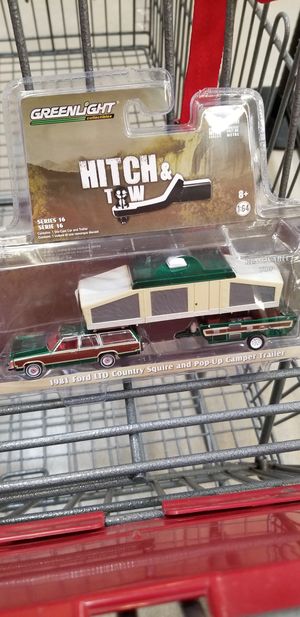 GREENLIGHT
collectibles
HITCH &
TOW
8+
1:64
SERIES 16
SERIE 16
1981 Ford LTD Country Squire and Pop-Up Camper Trailer